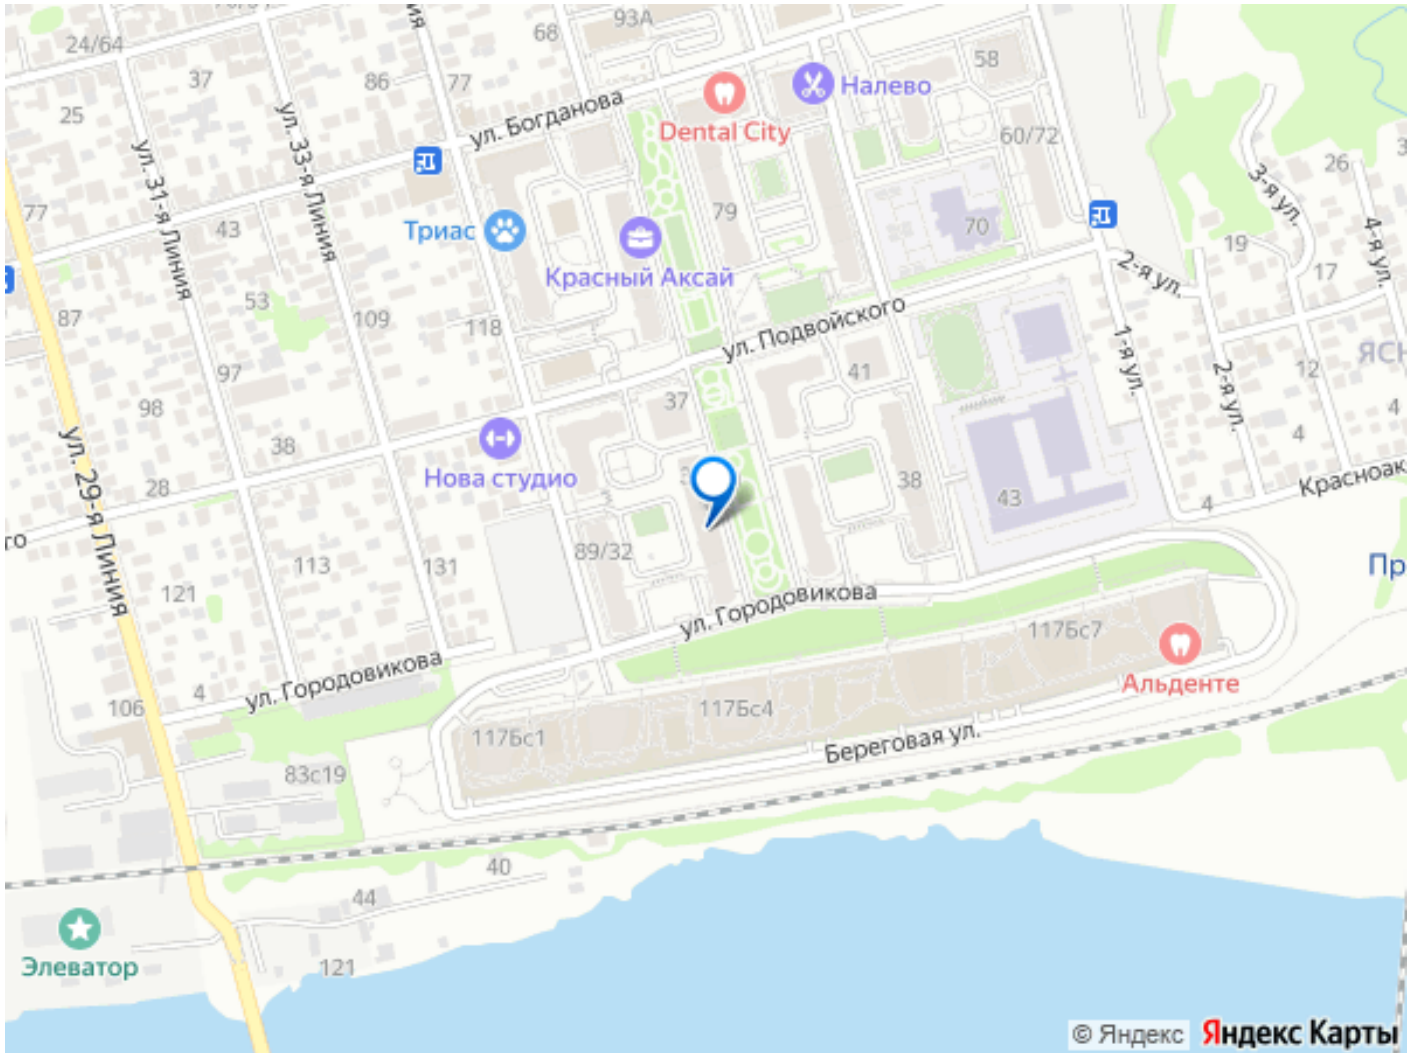 93А
68
24/64
37
86
77
58
25
ул. 33-я Линия
ул. Богданова
Налево
Dental City
60/72
ул. 31-я Линия
26
3-я ул.
77
43
Триас
79
70
4-я ул.
19
2-я ул.
17
Красный Аксай
53
87
109
118
ул. Подвойского
1-я ул.
97
98
37
41
12
2-я ул.
4
4
38
Нова студио
28
ул. 29-я Линия
38
43
4
89/32
113
131
121
ул. Городовикова
117Бс7
ул. Городовикова
4
106
Альденте
117Бс4
117Бс1
Береговая ул.
83с19
40
44
Элеватор
121
© Яндекс Яндекс Карты